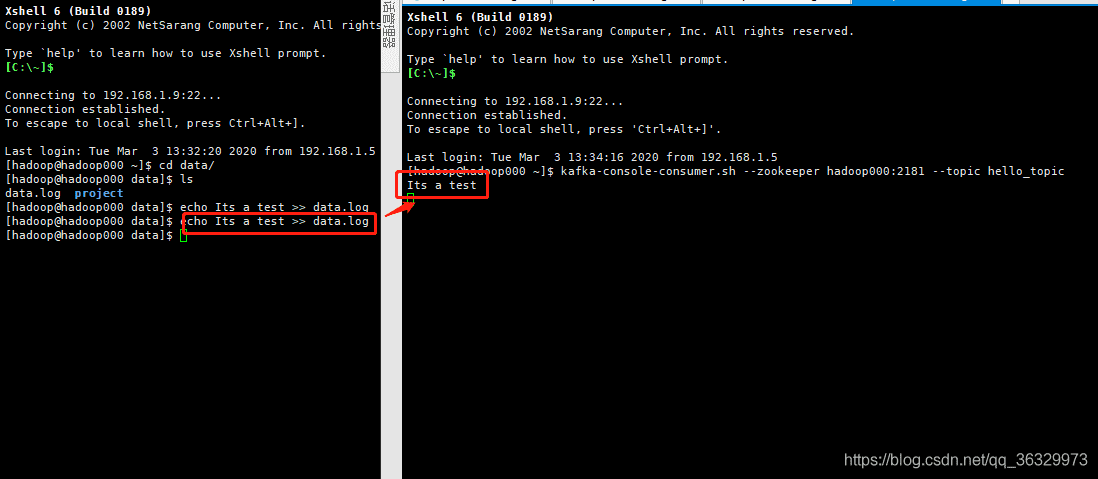 Xshell 6 (Build 0189)
Copyright (c) 2002 NetSarang Computer, Inc. All rights
Type `help' to learn how to use Xshell prompt.
[C:\~]$
Connecting to 192.168.1.9:22...
Connection established.
To escape to local shell, press Ctrl+Alt+].
Last login: Tue Mar  3 13:32:20 2020 from 192.168.1.5
[hadoop@hadoop000 ~]$ cd data/
[hadoop@hadoop000 data]$ ls
data.log  project
[hadoop@hadoop000 data]$ echo Its a test >> data.log
[hadoop@hadoop000 data]$ echo Its a test >> data.log
[hadoop@hadoop000 data]$
话管理器
Xshell 6 (Build 0189)
Copyright (c) 2002 NetSarang Computer, Inc. All rights reserved.
Type `help' to learn how to use Xshell prompt.
[C:\~]$
Connecting to 192.168.1.9:22...
Connection established.
To escape to local shell, press 'Ctrl+Alt+]'.
Last login: Tue Mar  3 13:34:16 2020 from 192.168.1.5
[hadoop@hadoop000 ~]$ kafka-console-consumer.sh --zookeeper hadoop000:2181 --topic hello_topic
Its a test
https://blog.csdn.net/qq_36329973